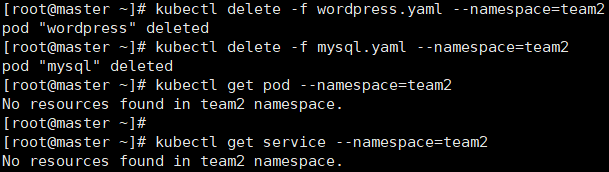 [root@master ~]# kubectl delete -f wordpress.yaml --namespace=team2
pod "wordpress" deleted
[root@master ~]# kubectl delete -f mysql.yaml --namespace=team2
pod "mysql" deleted
[root@master ~]# kubectl get pod --namespace=team2
No resources found in team2 namespace.
[root@master ~]#
[root@master ~]# kubectl get service --namespace=team2
No resources found in team2 namespace.